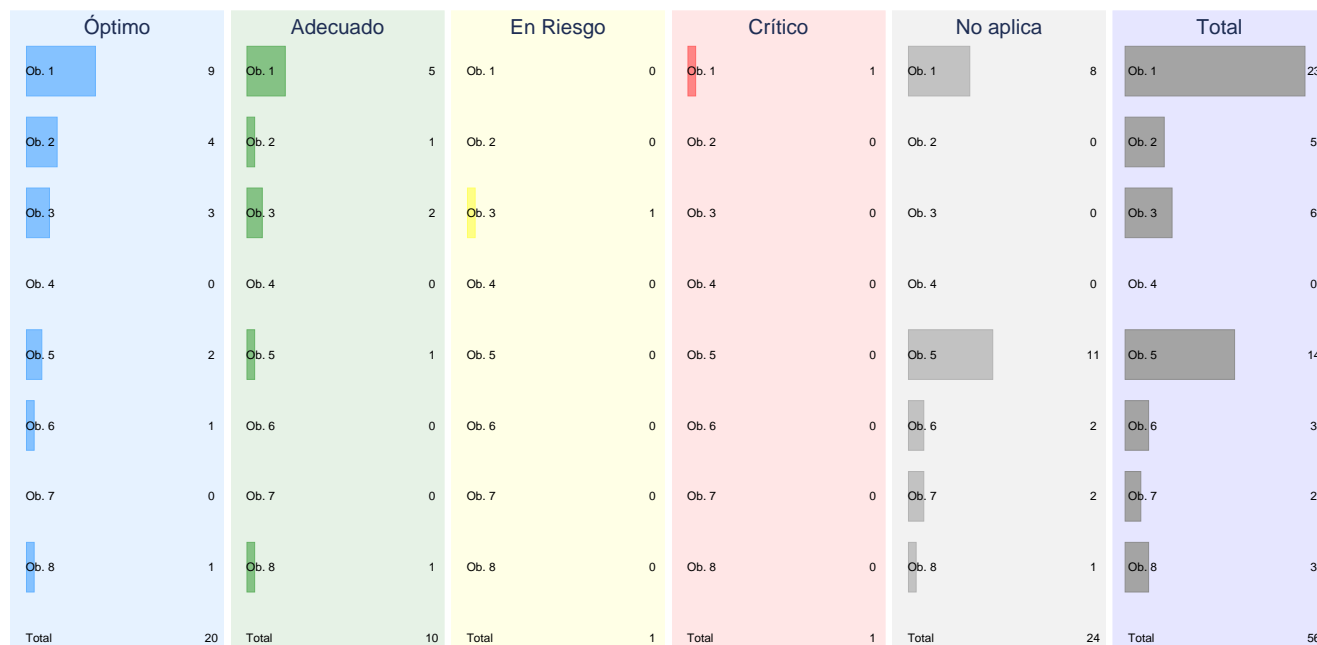 Óptimo Adecuado En Riesgo Crítico No aplica Total
Ob. 1 9 Ob. 1 5 Ob. 1 0 Ob. 1 1 Ob. 1 8 Ob. 1 23
Ob. 2 4 Ob. 2 1 Ob. 2 0 Ob. 2 0 Ob. 2 0 Ob. 2 5
Ob. 3 3 Ob. 3 2 Ob. 3 1 Ob. 3 0 Ob. 3 0 Ob. 3 6
Ob. 4 0 Ob. 4 0 Ob. 4 0 Ob. 4 0 Ob. 4 0 Ob. 4 0
Ob. 5 2 Ob. 5 1 Ob. 5 0 Ob. 5 0 Ob. 5 11 Ob. 5 14
Ob. 6 1 Ob. 6 0 Ob. 6 0 Ob. 6 0 Ob. 6 2 Ob. 6 3
Ob. 7 0 Ob. 7 0 Ob. 7 0 Ob. 7 0 Ob. 7 2 Ob. 7 2
Ob. 8 1 Ob. 8 1 Ob. 8 0 Ob. 8 0 Ob. 8 1 Ob. 8 3
Total 20 Total 10 Total 1 Total 1 Total 24 Total 56